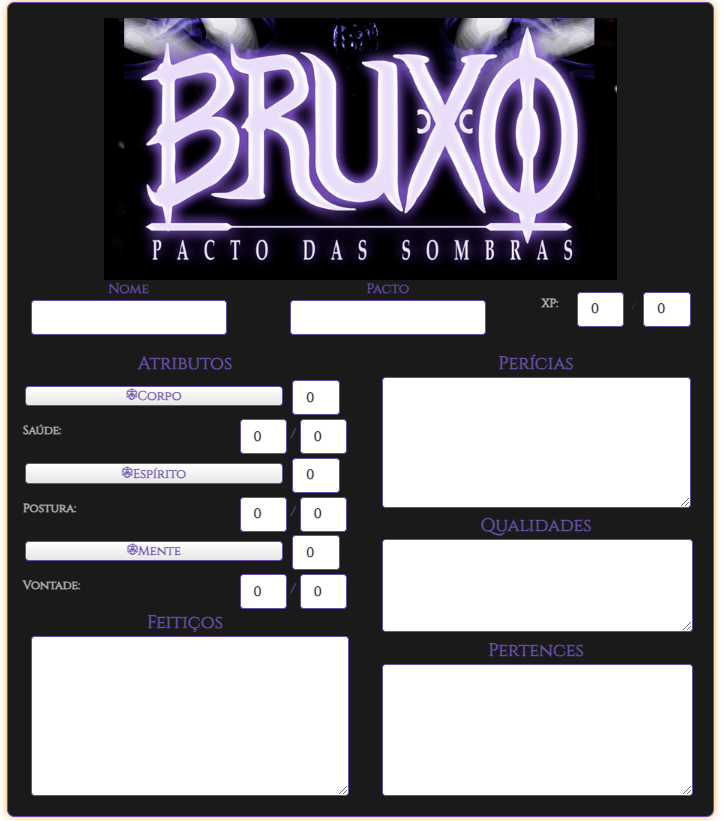 BRUXO
PACTO DAS SOMBRAS
Nome
Pacto
XP: 0 / 0
Atributos
Corpo 0
Saúde: 0 / 0
Espírito 0
Postura: 0 / 0
Mente 0
Vontade: 0 / 0
Feitiços
Perícias
Qualidades
Pertences